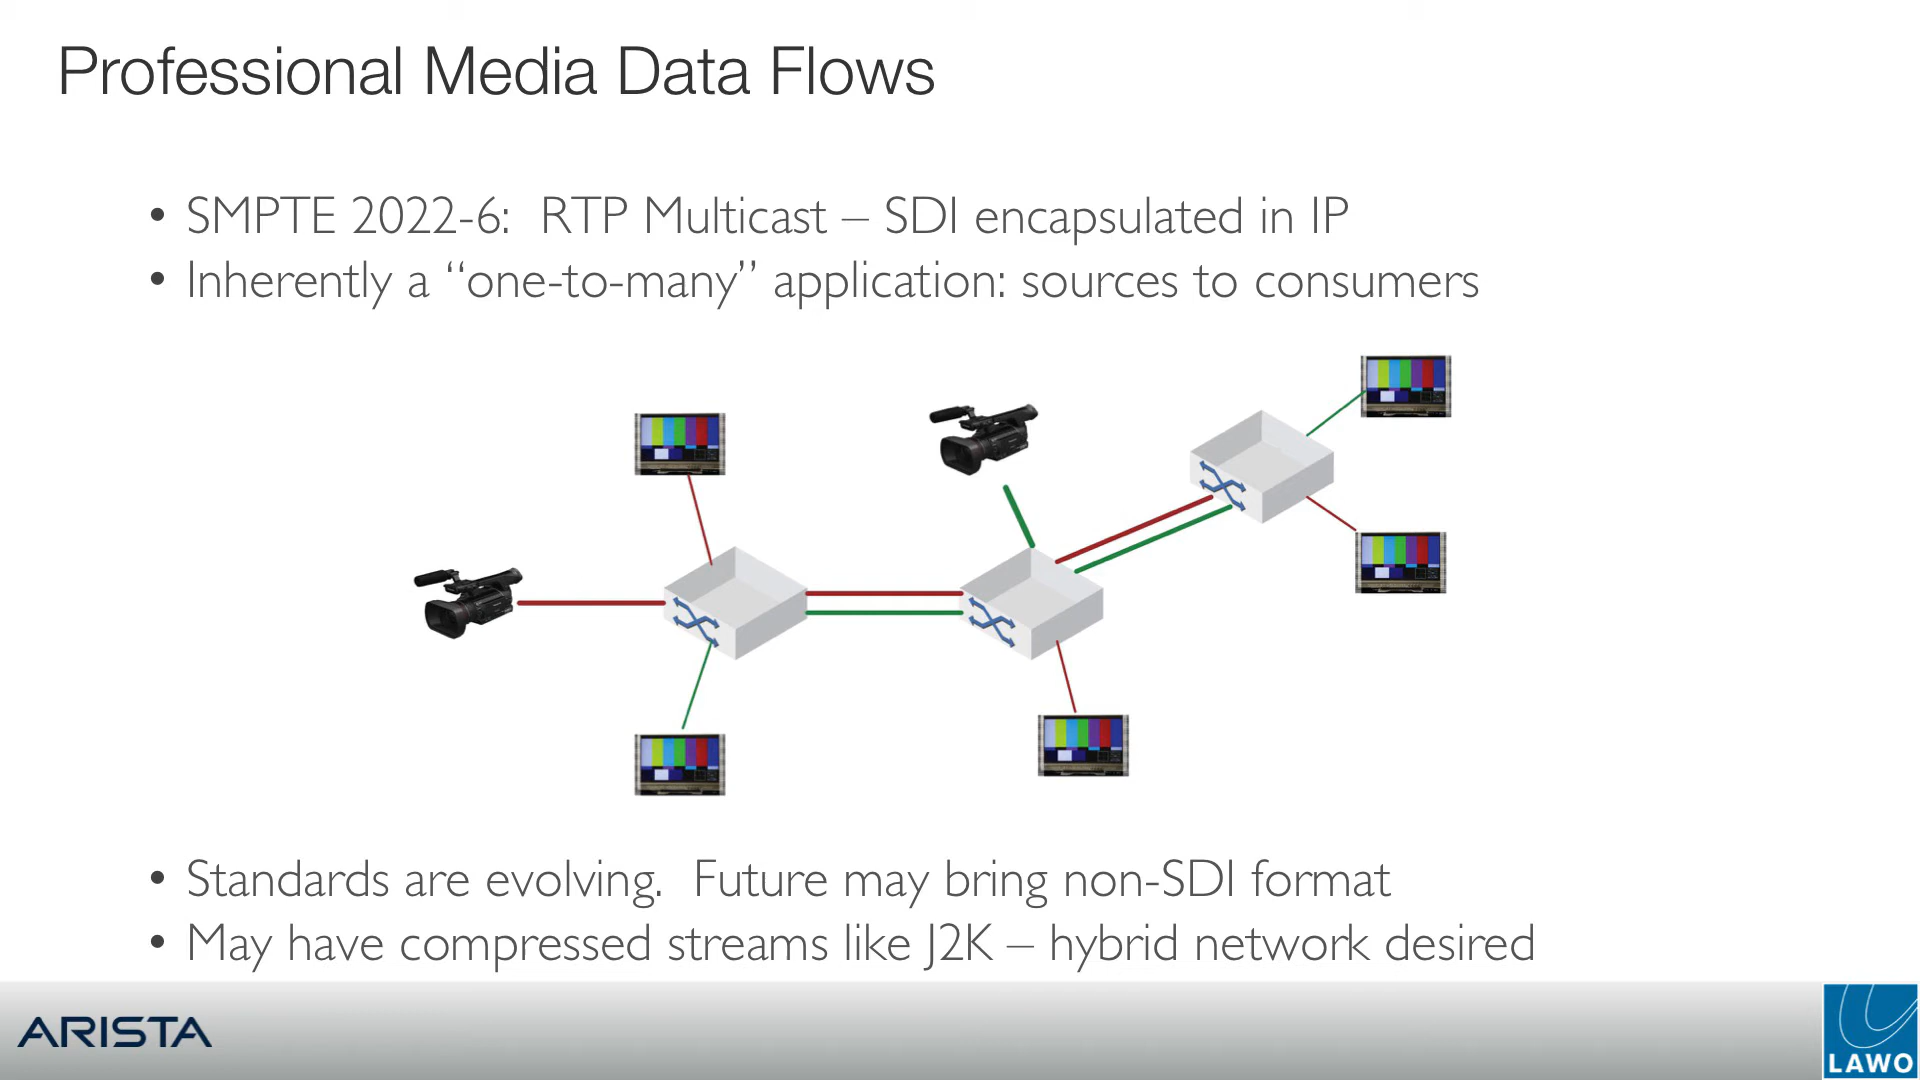 Professional Media Data Flows
• SMPTE 2022-6: RTP Multicast – SDI encapsulated in IP
• Inherently a “one-to-many” application: sources to consumers
• Standards are evolving. Future may bring non-SDI format
• May have compressed streams like J2K – hybrid network desired
ARISTA
LAWO